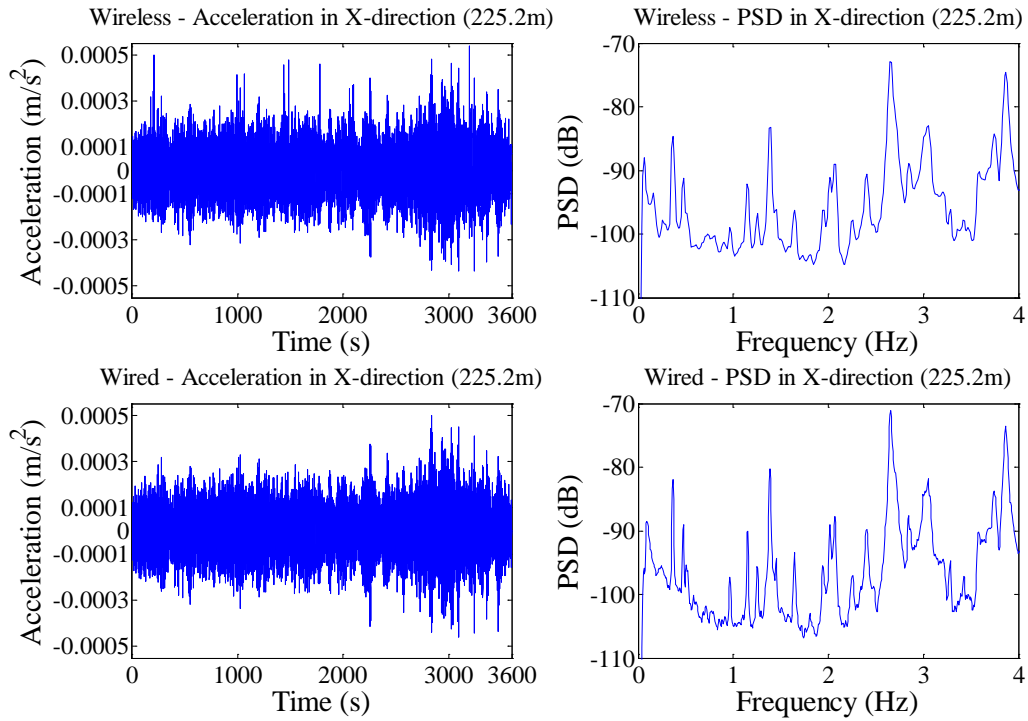 Wireless - Acceleration in X-direction (225.2m)
Acceleration (m/s²)
0.0005
0.0003
0.0001
0
-0.0001
-0.0003
-0.0005
0 1000 2000 3000 3600
Time (s)
Wireless - PSD in X-direction (225.2m)
PSD (dB)
-70
-80
-90
-100
-110
0 1 2 3 4
Frequency (Hz)
Wired - Acceleration in X-direction (225.2m)
Acceleration (m/s²)
0.0005
0.0003
0.0001
0
-0.0001
-0.0003
-0.0005
0 1000 2000 3000 3600
Time (s)
Wired - PSD in X-direction (225.2m)
PSD (dB)
-70
-80
-90
-100
-110
0 1 2 3 4
Frequency (Hz)